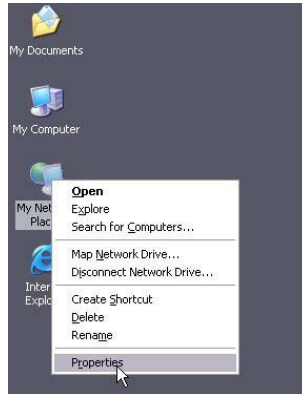 My Documents
My Computer
My Net
Plac
Inter
Explo
Open
Explore
Search for Computers...
Map Network Drive...
Disconnect Network Drive...
Create Shortcut
Delete
Rename
Properties